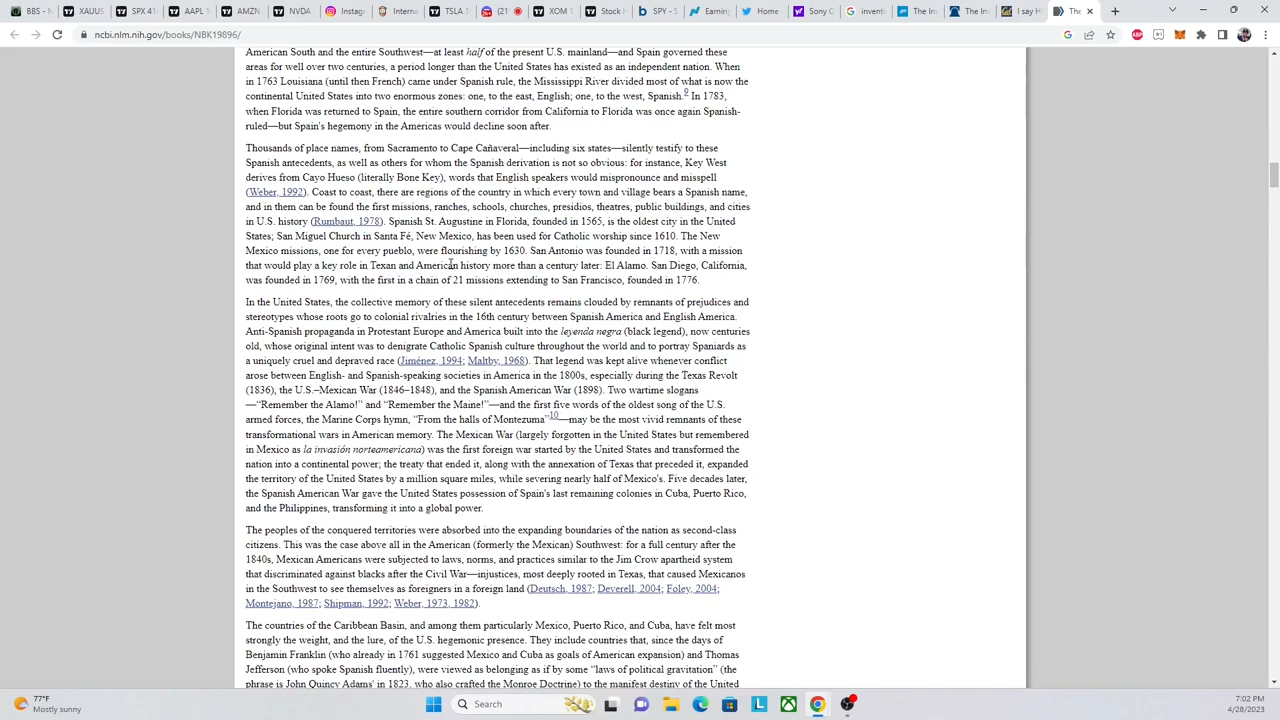 BBS - M
XAUUS
SPX 4
AAPL
AMZN
NVDA
Instag
Interna
(21
TSLA 1
XOM 1
Stock H
SPY - S
Earning
Home
Sony G
inventi
The Im
The Inv
I say H
The
ncbi.nlm.nih.gov/books/NBK19896/
American South and the entire Southwest—at least half of the present U.S. mainland—and Spain governed these
areas for well over two centuries, a period longer than the United States has existed as an independent nation. When
in 1763 Louisiana (until then French) came under Spanish rule, the Mississippi River divided most of what is now the
continental United States into two enormous zones: one, to the east, English; one, to the west, Spanish.9 In 1783,
when Florida was returned to Spain, the entire southern corridor from California to Florida was once again Spanish-
ruled—but Spain's hegemony in the Americas would decline soon after.
Thousands of place names, from Sacramento to Cape Cañaveral—including six states—silently testify to these
Spanish antecedents, as well as others for whom the Spanish derivation is not so obvious: for instance, Key West
derives from Cayo Hueso (literally Bone Key), words that English speakers would mispronounce and misspell
(Weber, 1992). Coast to coast, there are regions of the country in which every town and village bears a Spanish name,
and in them can be found the first missions, ranches, schools, churches, presidios, theatres, public buildings, and cities
in U.S. history (Rumbaut, 1978). Spanish St. Augustine in Florida, founded in 1565, is the oldest city in the United
States; San Miguel Church in Santa Fé, New Mexico, has been used for Catholic worship since 1610. The New
Mexico missions, one for every pueblo, were flourishing by 1630. San Antonio was founded in 1718, with a mission
that would play a key role in Texan and American history more than a century later: El Alamo. San Diego, California,
was founded in 1769, with the first in a chain of 21 missions extending to San Francisco, founded in 1776.
In the United States, the collective memory of these silent antecedents remains clouded by remnants of prejudices and
stereotypes whose roots go to colonial rivalries in the 16th century between Spanish America and English America.
Anti-Spanish propaganda in Protestant Europe and America built into the leyenda negra (black legend), now centuries
old, whose original intent was to denigrate Catholic Spanish culture throughout the world and to portray Spaniards as
a uniquely cruel and depraved race (Jiménez, 1994; Maltby, 1968). That legend was kept alive whenever conflict
arose between English- and Spanish-speaking societies in America in the 1800s, especially during the Texas Revolt
(1836), the U.S.–Mexican War (1846–1848), and the Spanish American War (1898). Two wartime slogans
—“Remember the Alamo!” and “Remember the Maine!”—and the first five words of the oldest song of the U.S.
armed forces, the Marine Corps hymn, “From the halls of Montezuma”10—may be the most vivid remnants of these
transformational wars in American memory. The Mexican War (largely forgotten in the United States but remembered
in Mexico as la invasión norteamericana) was the first foreign war started by the United States and transformed the
nation into a continental power; the treaty that ended it, along with the annexation of Texas that preceded it, expanded
the territory of the United States by a million square miles, while severing nearly half of Mexico's. Five decades later,
the Spanish American War gave the United States possession of Spain's last remaining colonies in Cuba, Puerto Rico,
and the Philippines, transforming it into a global power.
The peoples of the conquered territories were absorbed into the expanding boundaries of the nation as second-class
citizens. This was the case above all in the American (formerly the Mexican) Southwest: for a full century after the
1840s, Mexican Americans were subjected to laws, norms, and practices similar to the Jim Crow apartheid system
that discriminated against blacks after the Civil War—injustices, most deeply rooted in Texas, that caused Mexicanos
in the Southwest to see themselves as foreigners in a foreign land (Deutsch, 1987; Deverell, 2004; Foley, 2004;
Montejano, 1987; Shipman, 1992; Weber, 1973, 1982).
The countries of the Caribbean Basin, and among them particularly Mexico, Puerto Rico, and Cuba, have felt most
strongly the weight, and the lure, of the U.S. hegemonic presence. They include countries that, since the days of
Benjamin Franklin (who already in 1761 suggested Mexico and Cuba as goals of American expansion) and Thomas
Jefferson (who spoke Spanish fluently), were viewed as belonging as if by some “laws of political gravitation” (the
phrase is John Quincy Adams' in 1823, who also crafted the Monroe Doctrine) to the manifest destiny of the United
77°F
Mostly sunny
Search
7:02 PM
4/28/2023